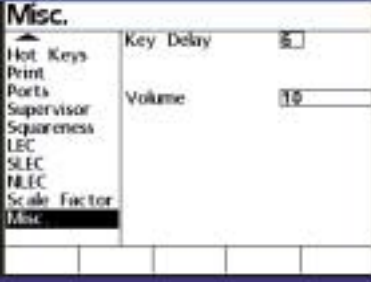 Misc.
Hot Keys
Print
Ports
Supervisor
Squareness
LEC
SLEC
NLEC
Scale Factor
Misc.
Key Delay 6
Volume 10